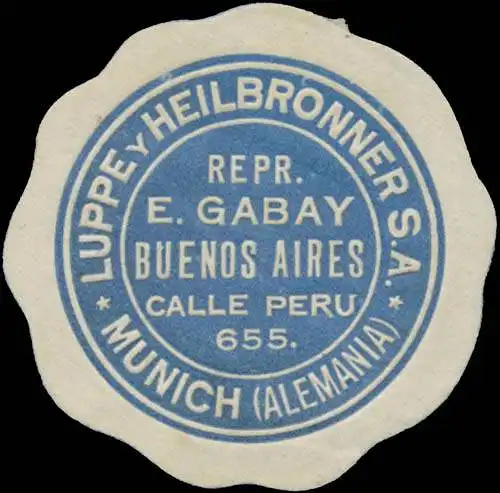 LUPPE Y HEILBRONNER S.A.
* MUNICH (ALEMANIA) *
REPR.
E. GABAY
BUENOS AIRES
CALLE PERU
655.